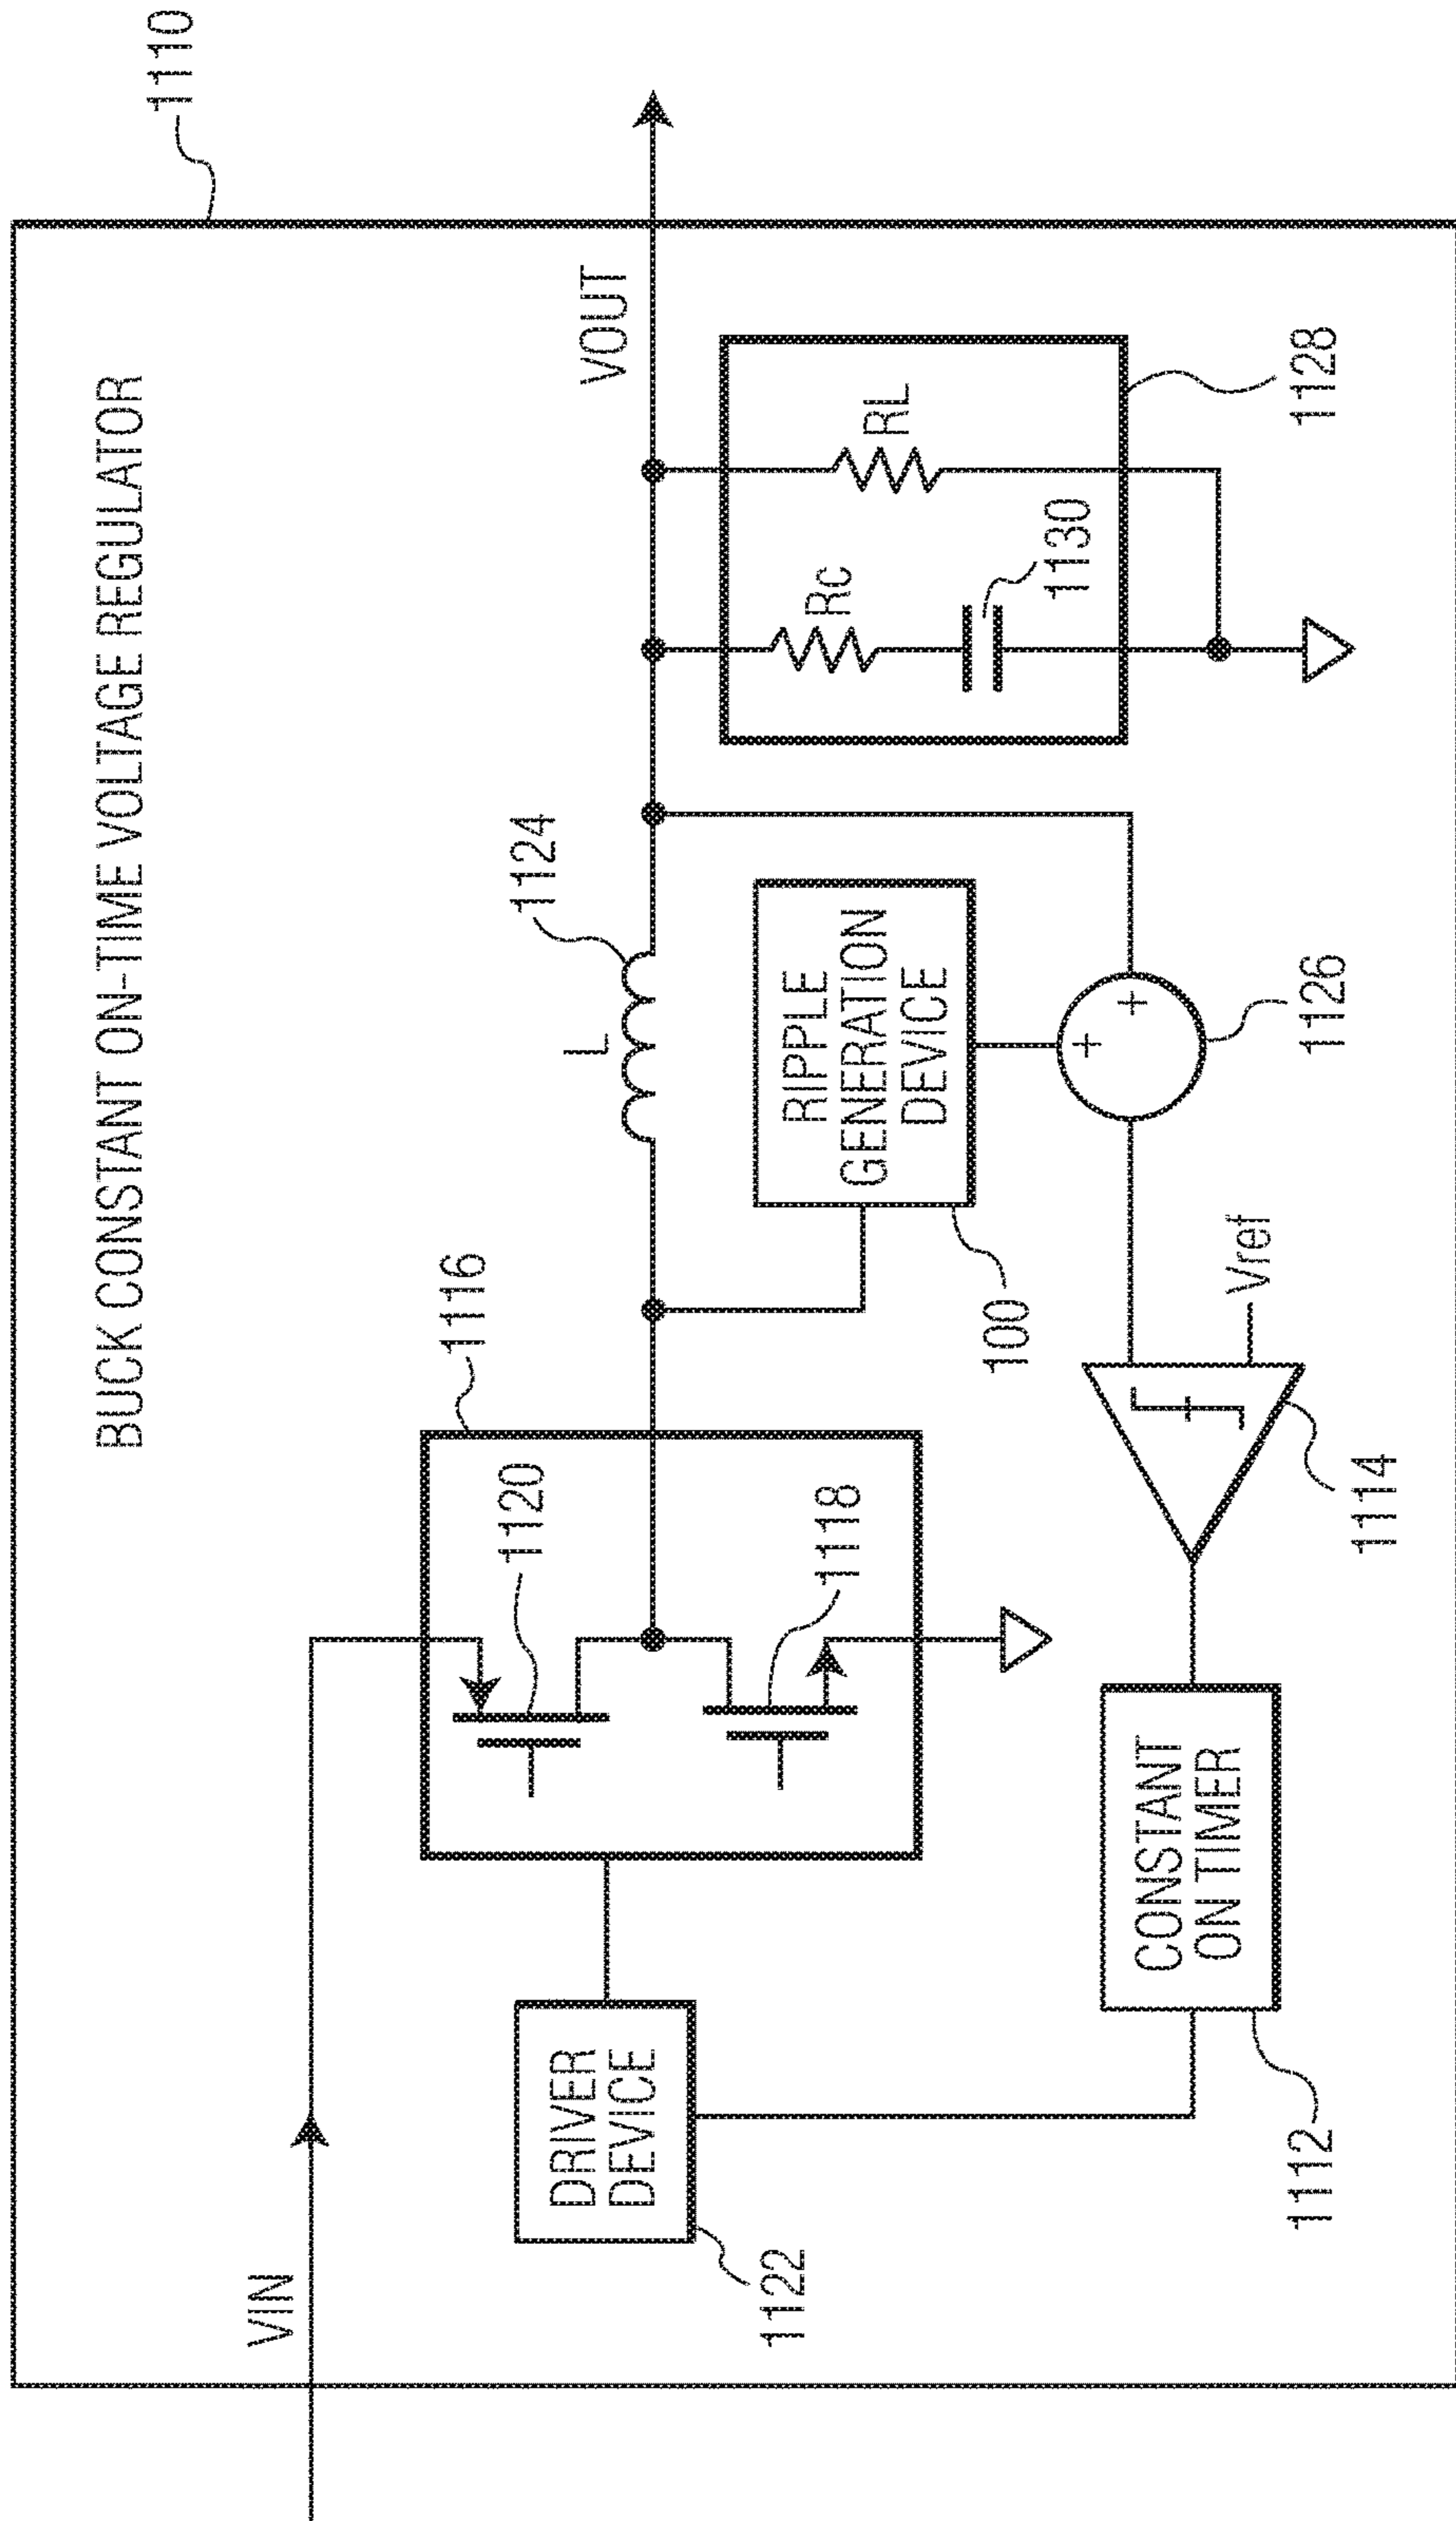 BUCK CONSTANT ON-TIME VOLTAGE REGULATOR
1110
VIN
1116
1120
1118
L
1124
VOUT
DRIVER
DEVICE
1122
RIPPLE
GENERATION
DEVICE
100
RC
1130
RL
1128
CONSTANT
ON TIMER
1112
1114
Vref
+
+
1126